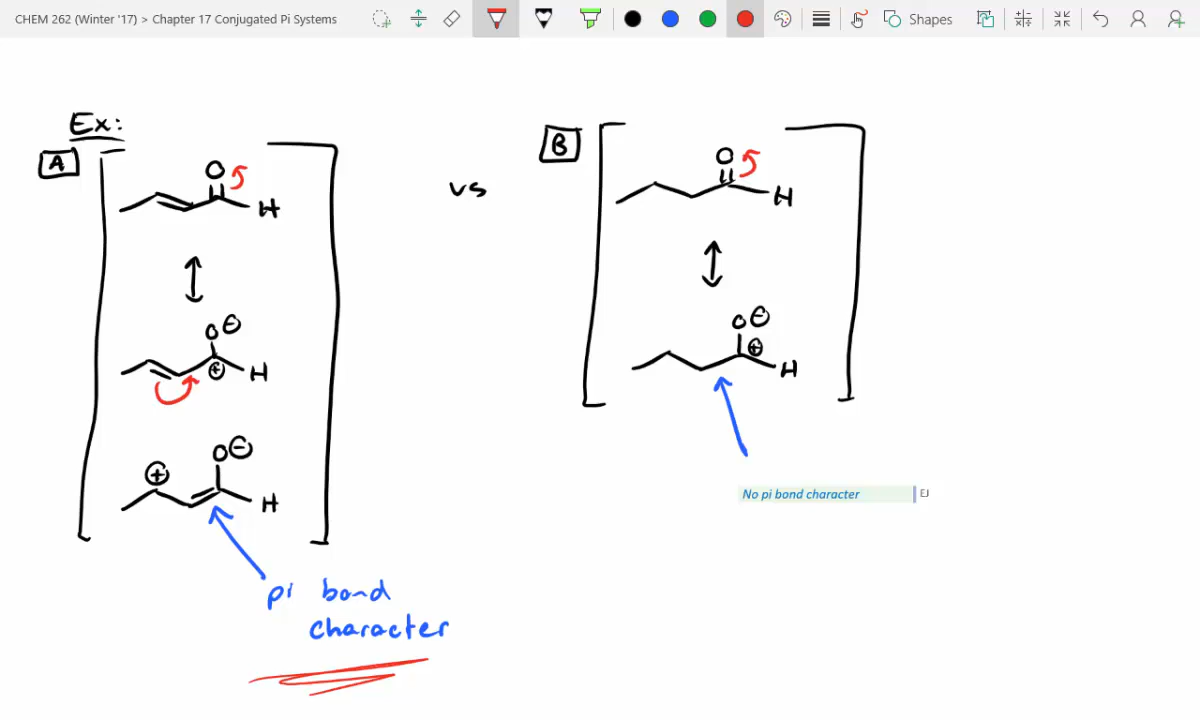 CHEM 262 (Winter '17) > Chapter 17 Conjugated Pi Systems
Shapes
Ex:
A
O
H
O⊖
⊕
H
⊕
O⊖
H
pi bond
character
vs
B
O
H
O⊖
⊕
H
No pi bond character
EJ